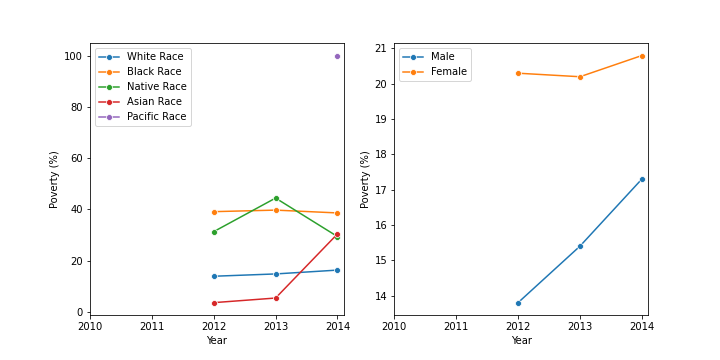 White Race
Black Race
Native Race
Asian Race
Pacific Race
100
80
60
40
20
0
Poverty (%)
2010 2011 2012 2013 2014
Year
Male
Female
21
20
19
18
17
16
15
14
Poverty (%)
2010 2011 2012 2013 2014
Year